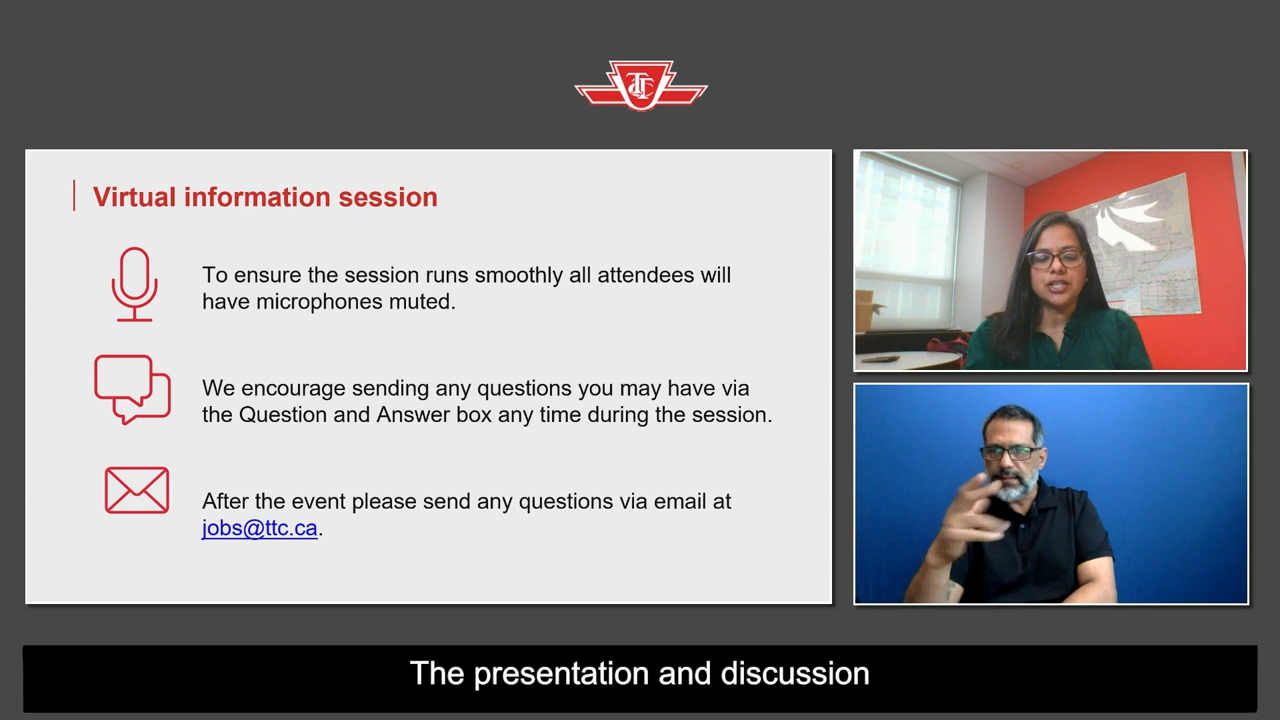 TTC
Virtual information session
To ensure the session runs smoothly all attendees will
have microphones muted.
We encourage sending any questions you may have via
the Question and Answer box any time during the session.
After the event please send any questions via email at
jobs@ttc.ca.
The presentation and discussion